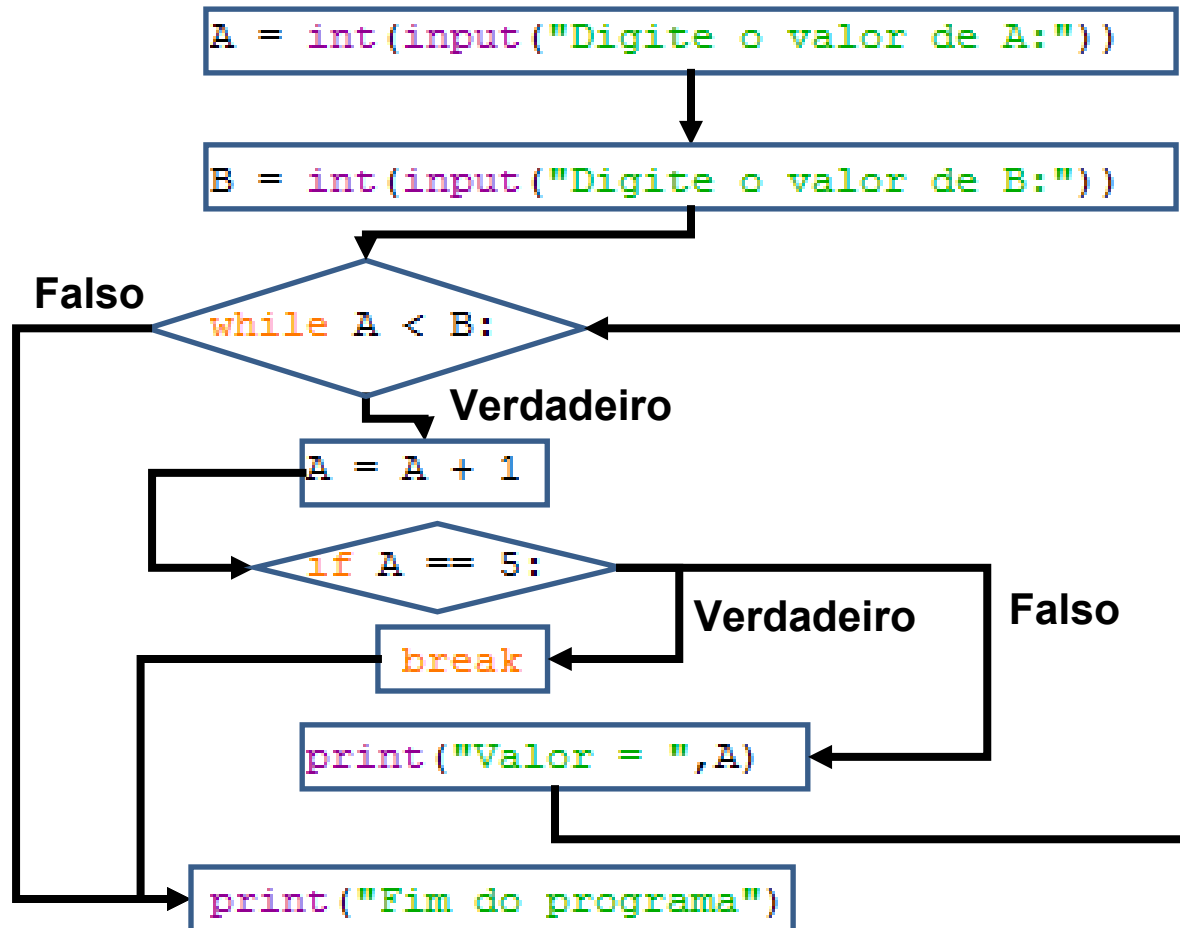 A = int(input("Digite o valor de A:"))
B = int(input("Digite o valor de B:"))
Falso
while A < B:
Verdadeiro
A = A + 1
if A == 5:
Verdadeiro
Falso
break
print("Valor = ",A)
print("Fim do programa")